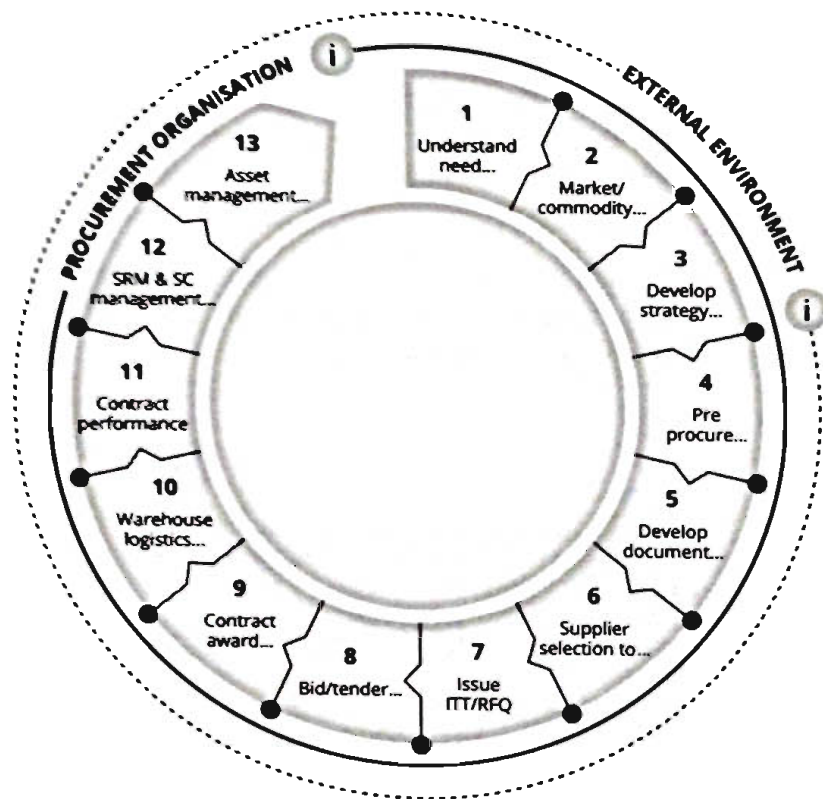 PROCUREMENT ORGANISATION
i
EXTERNAL ENVIRONMENT
i
1
Understand
need...
2
Market/
commodity...
3
Develop
strategy...
4
Pre
procure...
5
Develop
document...
6
Supplier
selection to...
7
Issue
ITT/RFQ
8
Bid/tender...
9
Contract
award...
10
Warehouse
logistics...
11
Contract
performance
12
SRM & SC
management...
13
Asset
management...